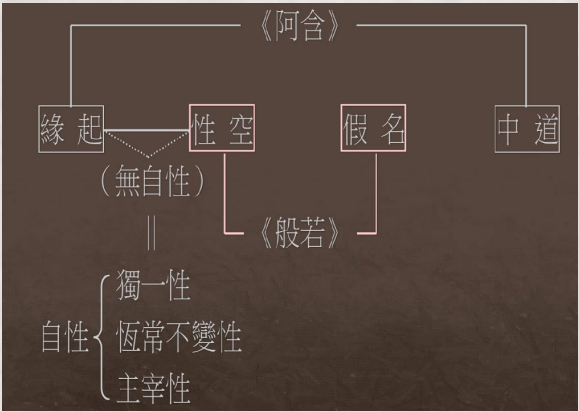 《阿含》
緣起 性空 假名 中道
（無自性）
《般若》
||
獨一性
自性 恆常不變性
主宰性